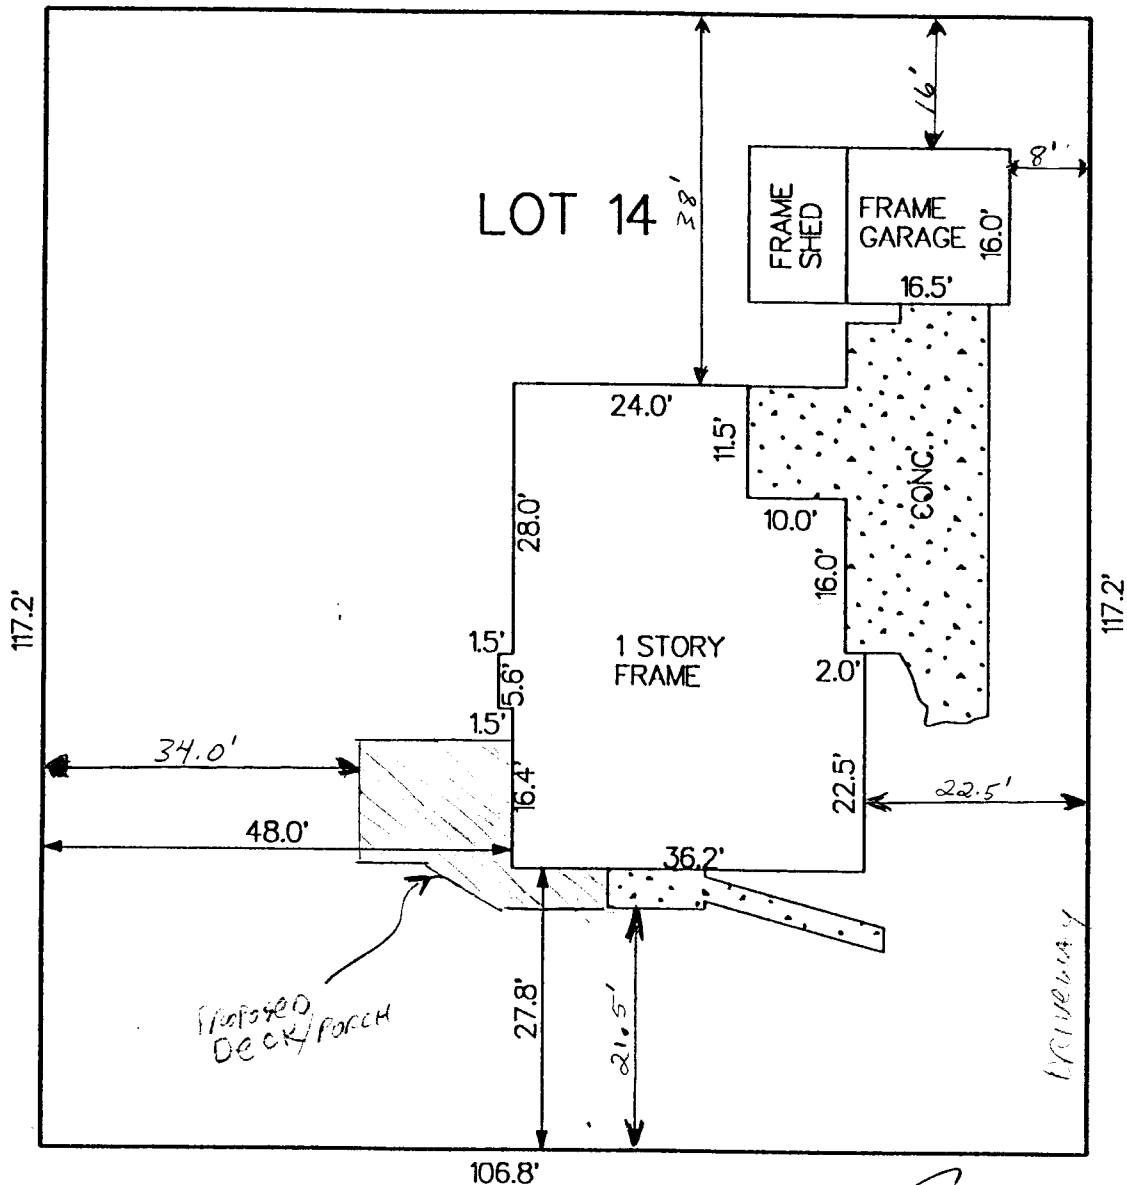 16'
8'
LOT 14
38'
FRAME
SHED
FRAME
GARAGE
16.0'
16.5'
24.0'
11.5'
CONC.
28.0'
10.0'
16.0'
117.2'
117.2'
1.5'
1 STORY
FRAME
5.6'
2.0'
1.5'
34.0'
16.4'
22.5'
22.5'
48.0'
36.2'
27.8'
21.5'
PROPOSED
DECK/PORCH
DRIVEWAY
106.8'